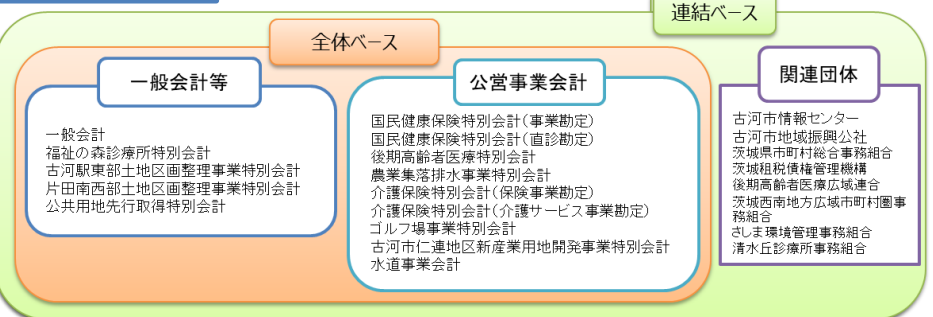 連結ベース
全体ベース
一般会計等
一般会計
福祉の森診療所特別会計
古河駅東部土地区画整理事業特別会計
片田南西部土地区画整理事業特別会計
公共用地先行取得特別会計
公営事業会計
国民健康保険特別会計(事業勘定)
国民健康保険特別会計(直診勘定)
後期高齢者医療特別会計
農業集落排水事業特別会計
介護保険特別会計(保険事業勘定)
介護保険特別会計(介護サービス事業勘定)
ゴルフ場事業特別会計
古河市仁連地区新産業用地開発事業特別会計
水道事業会計
関連団体
古河市情報センター
古河市地域振興公社
茨城県市町村総合事務組合
茨城租税債権管理機構
後期高齢者医療広域連合
茨城西南地方広域市町村圏事
務組合
さしま環境管理事務組合
清水丘診療所事務組合